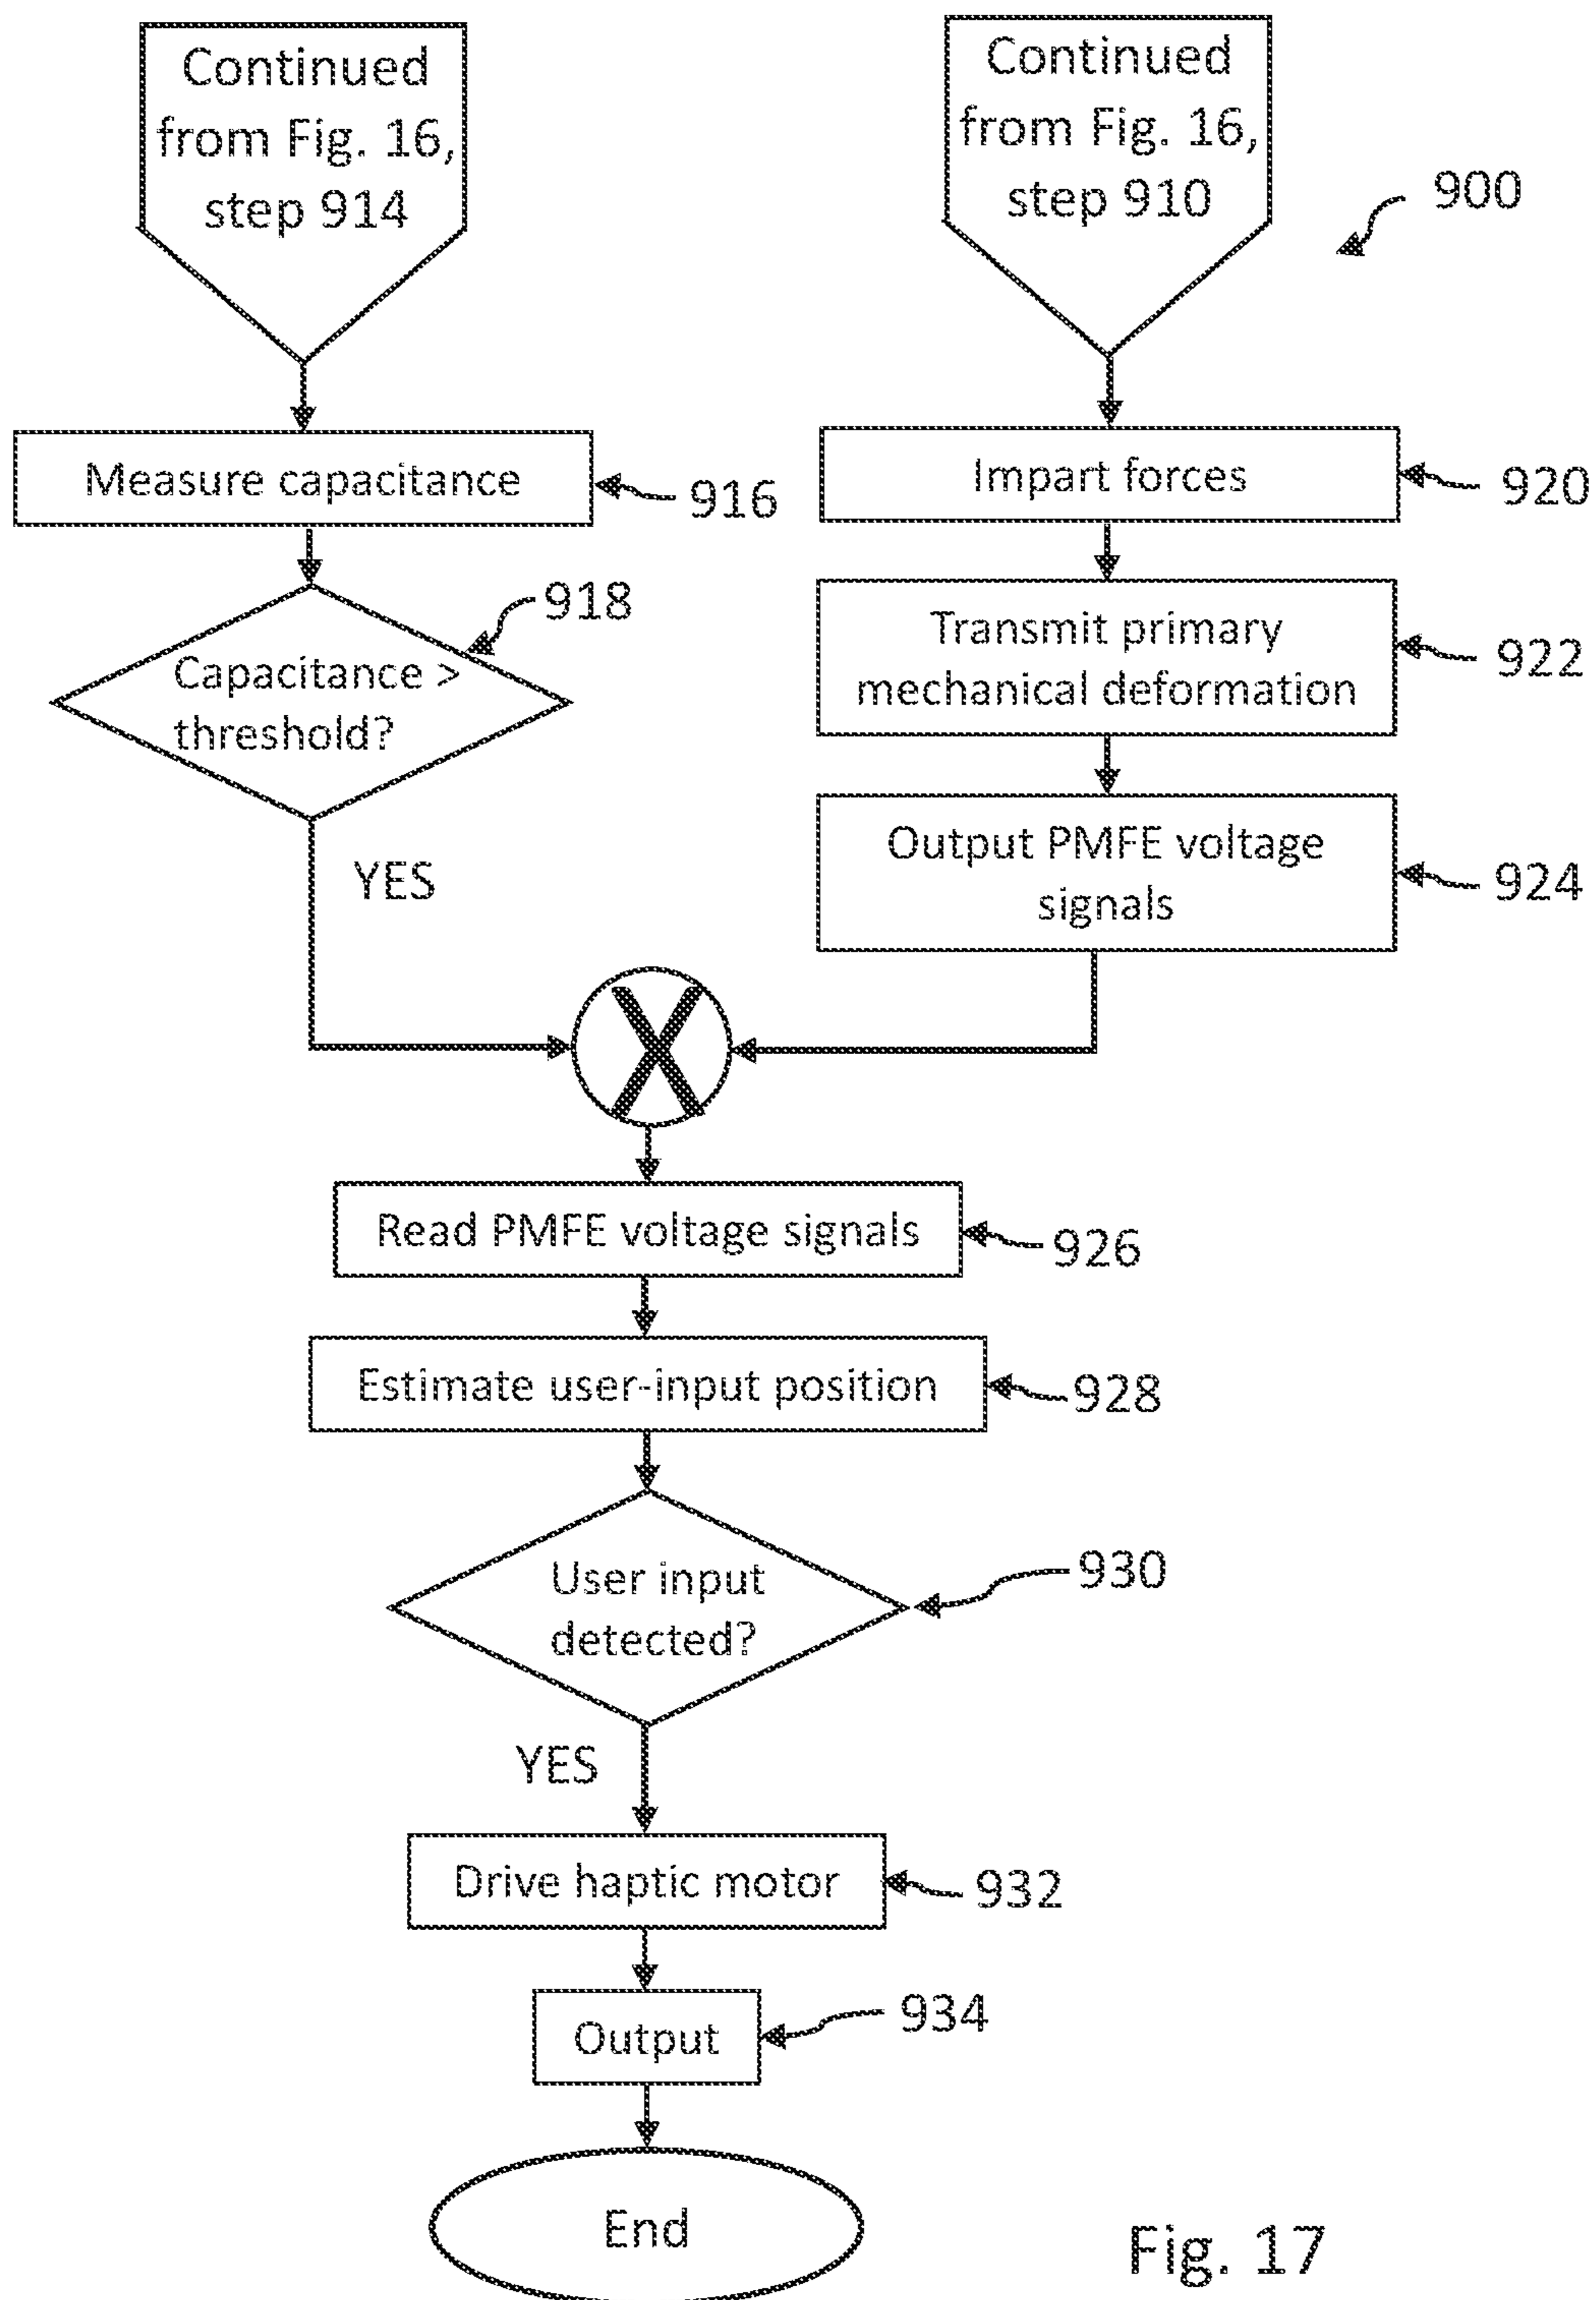 Continued
from Fig. 16,
step 914
Continued
from Fig. 16,
step 910
900
Measure capacitance
916
Impart forces
920
918
Capacitance >
threshold?
Transmit primary
mechanical deformation
922
YES
Output PMFE voltage
signals
924
X
Read PMFE voltage signals
926
Estimate user-input position
928
User input
detected?
930
YES
Drive haptic motor
932
Output
934
End
Fig. 17